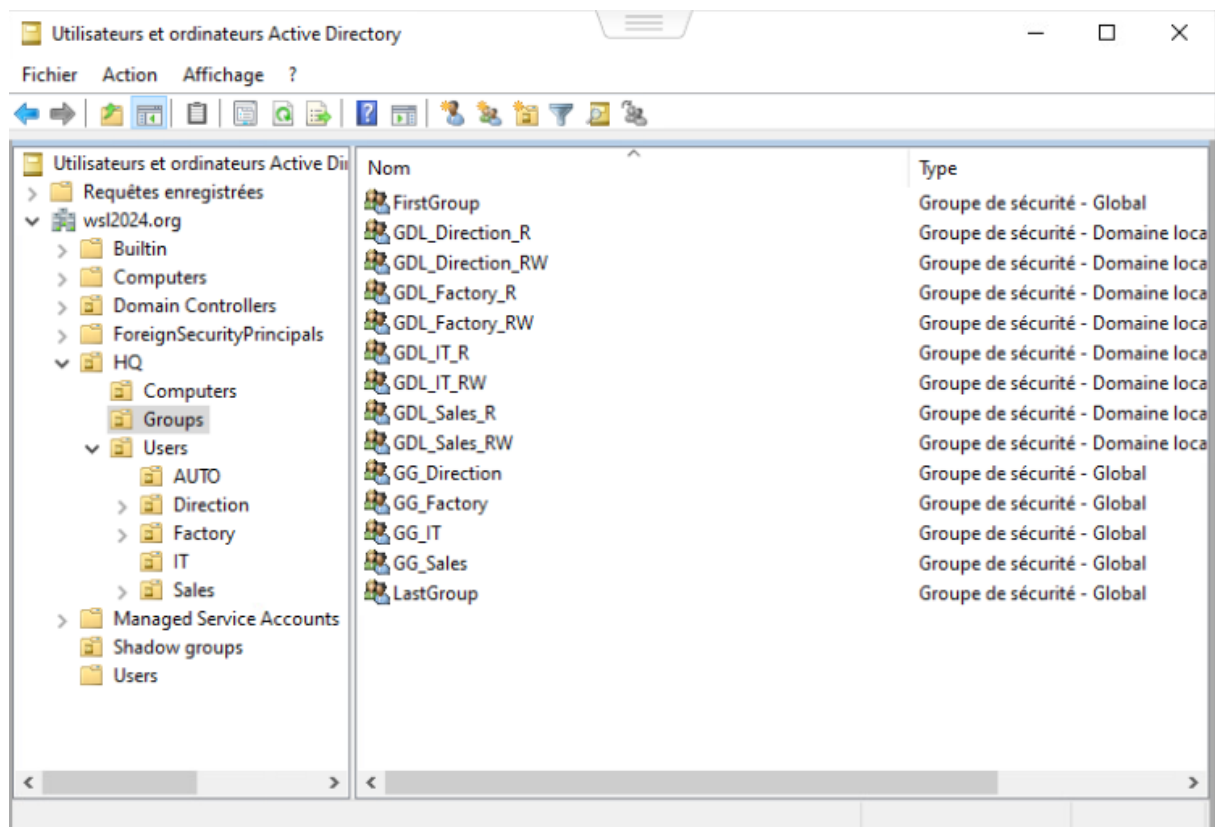 Utilisateurs et ordinateurs Active Directory
Fichier Action Affichage ?
Utilisateurs et ordinateurs Active Dir
Requêtes enregistrées
wsl2024.org
Builtin
Computers
Domain Controllers
ForeignSecurityPrincipals
HQ
Computers
Groups
Users
AUTO
Direction
Factory
IT
Sales
Managed Service Accounts
Shadow groups
Users
Nom Type
FirstGroup Groupe de sécurité - Global
GDL_Direction_R Groupe de sécurité - Domaine loca
GDL_Direction_RW Groupe de sécurité - Domaine loca
GDL_Factory_R Groupe de sécurité - Domaine loca
GDL_Factory_RW Groupe de sécurité - Domaine loca
GDL_IT_R Groupe de sécurité - Domaine loca
GDL_IT_RW Groupe de sécurité - Domaine loca
GDL_Sales_R Groupe de sécurité - Domaine loca
GDL_Sales_RW Groupe de sécurité - Domaine loca
GG_Direction Groupe de sécurité - Global
GG_Factory Groupe de sécurité - Global
GG_IT Groupe de sécurité - Global
GG_Sales Groupe de sécurité - Global
LastGroup Groupe de sécurité - Global